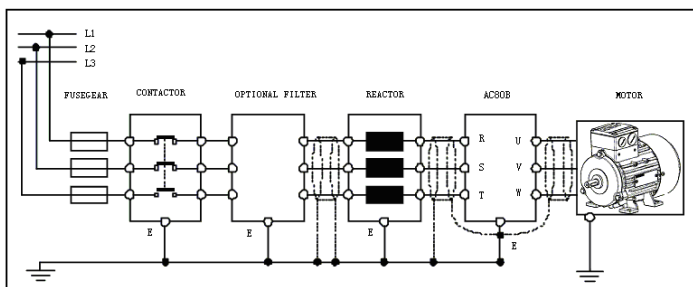 L1
L2
L3
FUSEGEAR CONTACTOR OPTIONAL FILTER REACTOR AC80B MOTOR
R U
S V
T W
E E E E